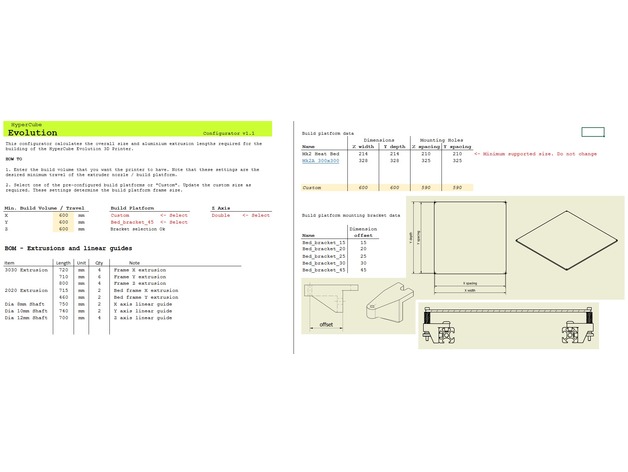 HyperCube
Evolution
Configurator v1.1
This configurator calculates the overall size and aluminium extrusion lengths required for the
building of the HyperCube Evolution 3D Printer.
HOW TO
1. Enter the build volume that you want the printer to have. Note that these settings are the
desired minimum travel of the extruder nozzle / build platform.
2. Select one of the pre-configured build platforms or "Custom". Update the custom size as
required. These settings determine the build platform frame size.
Min. Build Volume / Travel Build Platform Z Axis
X 600 mm Custom <- Select Double <- Select
Y 600 mm Bed_bracket_45 <- Select
Z 600 mm Bracket selection Ok
BOM - Extrusions and linear guides
Item Length Unit Qty Note
3030 Extrusion 720 mm 4 Frame X extrusion
710 mm 6 Frame Y extrusion
800 mm 4 Frame Z extrusion
2020 Extrusion 715 mm 2 Bed frame X extrusion
460 mm 2 Bed frame Y extrusion
Dia 8mm Shaft 750 mm 2 X axis linear guide
Dia 10mm Shaft 740 mm 2 Y axis linear guide
Dia 12mm Shaft 700 mm 4 Z axis linear guide
Build platform data
Dimensions Mounting Holes
Name X width Y depth X spacing Y spacing
Mk2 Heat Bed 214 214 210 210 <- Minimum supported size. Do not change
328 328 325 325
Custom 600 600 590 590
Build platform mounting bracket data
Dimension
Name offset
Bed_bracket_15 15
Bed_bracket_20 20
Bed_bracket_25 25
Bed_bracket_30 30
Bed_bracket_45 45
offset
Y depth
Y spacing
X spacing
X width